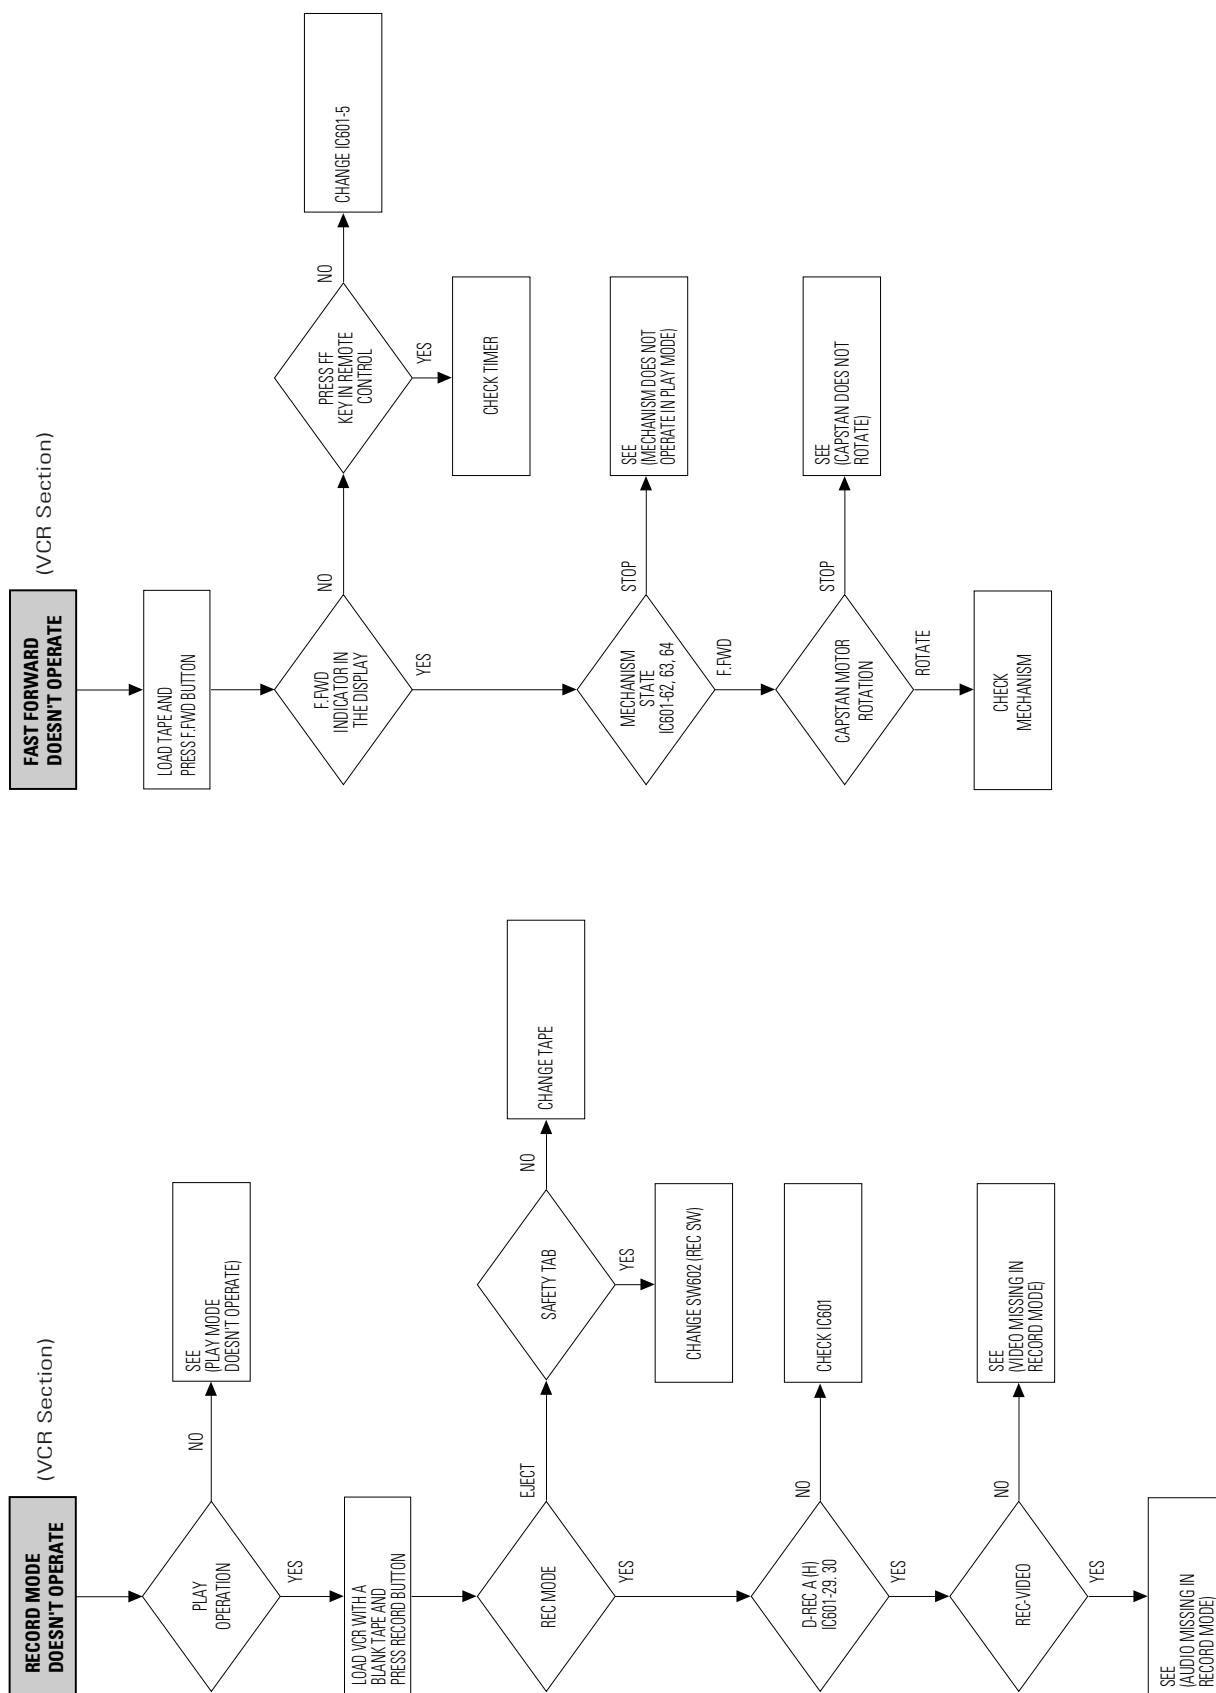 RECORD MODE
DOESN'T OPERATE
(VCR Section)
PLAY
OPERATION
NO
SEE
(PLAY MODE
DOESN'T OPERATE)
YES
LOAD VCR WITH A
BLANK TAPE AND
PRESS RECORD BUTTON
REC MODE
EJECT
SAFETY TAB
NO
CHANGE TAPE
YES
CHANGE SW602 (REC SW)
YES
D-REC A (H)
IC601-29. 30
NO
CHECK IC601
YES
REC-VIDEO
NO
SEE
(VIDEO MISSING IN
RECORD MODE)
YES
SEE
(AUDIO MISSING IN
RECORD MODE)
FAST FORWARD
DOESN'T OPERATE
(VCR Section)
LOAD TAPE AND
PRESS F.FWD BUTTON
F.FWD
INDICATOR IN
THE DISPLAY
NO
PRESS FF
KEY IN REMOTE
CONTROL
NO
CHANGE IC601-5
YES
CHECK TIMER
YES
MECHANISM
STATE
IC601-62, 63, 64
STOP
SEE
(MECHANISM DOES NOT
OPERATE IN PLAY MODE)
F.FWD
CAPSTAN MOTOR
ROTATION
STOP
SEE
(CAPSTAN DOES NOT
ROTATE)
ROTATE
CHECK
MECHANISM